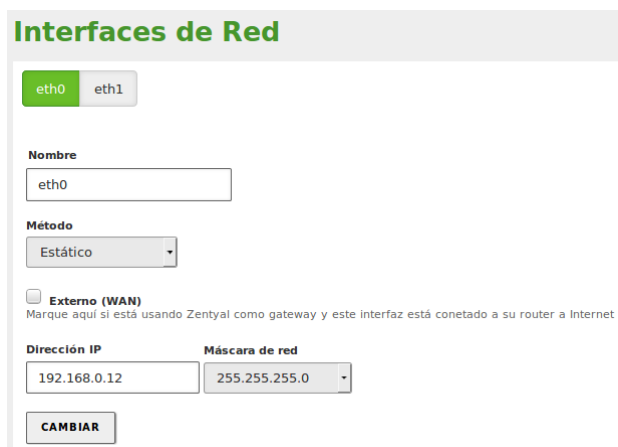 Interfaces de Red
eth0 eth1
Nombre
eth0
Método
Estático
Externo (WAN)
Marque aquí si está usando Zentyal como gateway y este interfaz está conetado a su router a Internet
Dirección IP Máscara de red
192.168.0.12 255.255.255.0
CAMBIAR